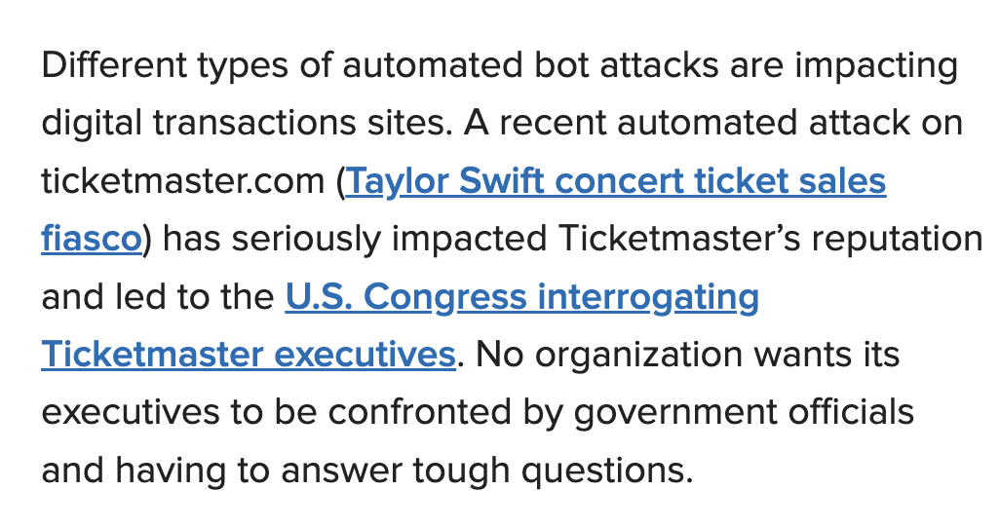 Different types of automated bot attacks are impacting
digital transactions sites. A recent automated attack on
ticketmaster.com (Taylor Swift concert ticket sales
fiasco) has seriously impacted Ticketmaster’s reputation
and led to the U.S. Congress interrogating
Ticketmaster executives. No organization wants its
executives to be confronted by government officials
and having to answer tough questions.